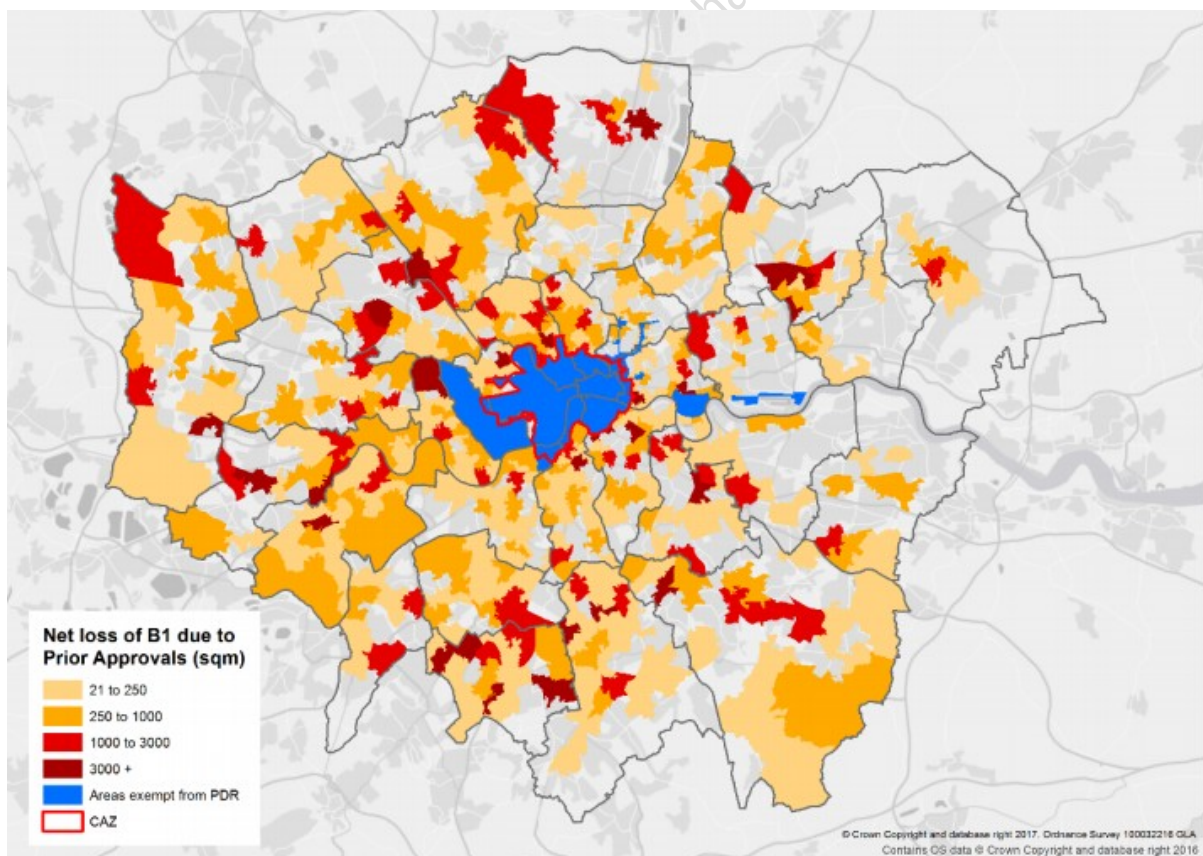 Net loss of B1 due to
Prior Approvals (sqm)
21 to 250
250 to 1000
1000 to 3000
3000 +
Areas exempt from PDR
CAZ
© Crown Copyright and database right 2017. Ordnance Survey 100032216 GLA
Contains OS data © Crown Copyright and database right 2016